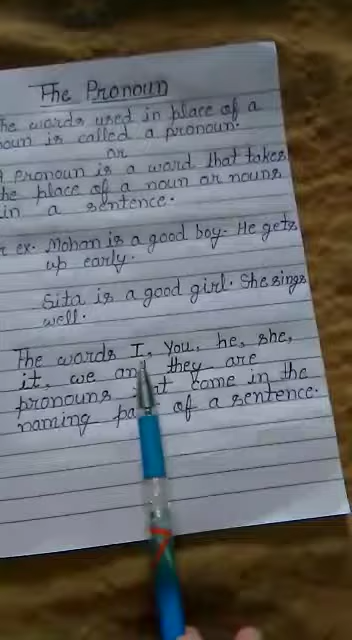 The Pronoun
The words used in place of a
noun is called a pronoun.
or
A pronoun is a word that takes
the place of a noun or nouns
in a sentence.
ex. Mohan is a good boy. He gets
up early.
Sita is a good girl. She sings
well.
The words I, You, he, she,
it, we and they are
pronouns that come in the
naming part of a sentence.